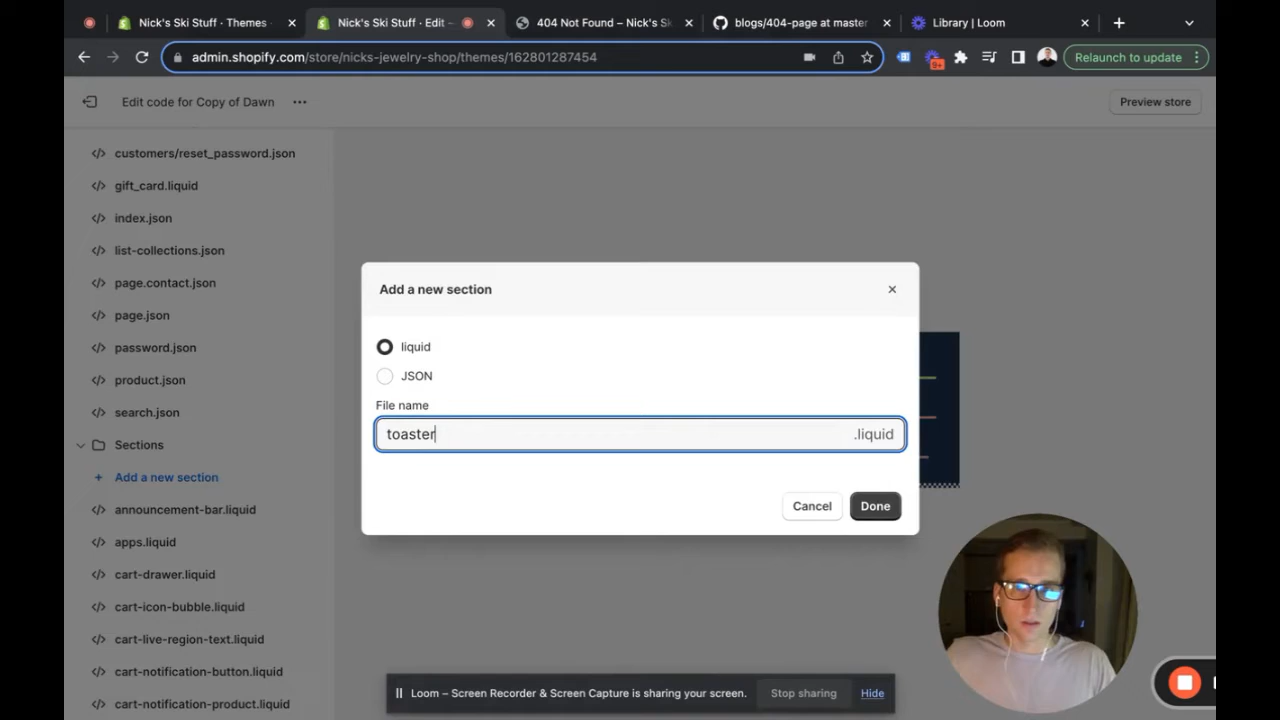 Nick's Ski Stuff · Themes
Nick's Ski Stuff · Edit ~
404 Not Found – Nick's Sk
blogs/404-page at master
Library | Loom
admin.shopify.com/store/nicks-jewelry-shop/themes/162801287454
9+
Relaunch to update
Edit code for Copy of Dawn
Preview store
customers/reset_password.json
gift_card.liquid
index.json
list-collections.json
page.contact.json
page.json
password.json
product.json
search.json
Sections
Add a new section
announcement-bar.liquid
apps.liquid
cart-drawer.liquid
cart-icon-bubble.liquid
cart-live-region-text.liquid
cart-notification-button.liquid
cart-notification-product.liquid
Add a new section
liquid
JSON
File name
toaster
.liquid
Cancel
Done
Loom – Screen Recorder & Screen Capture is sharing your screen.
Stop sharing
Hide